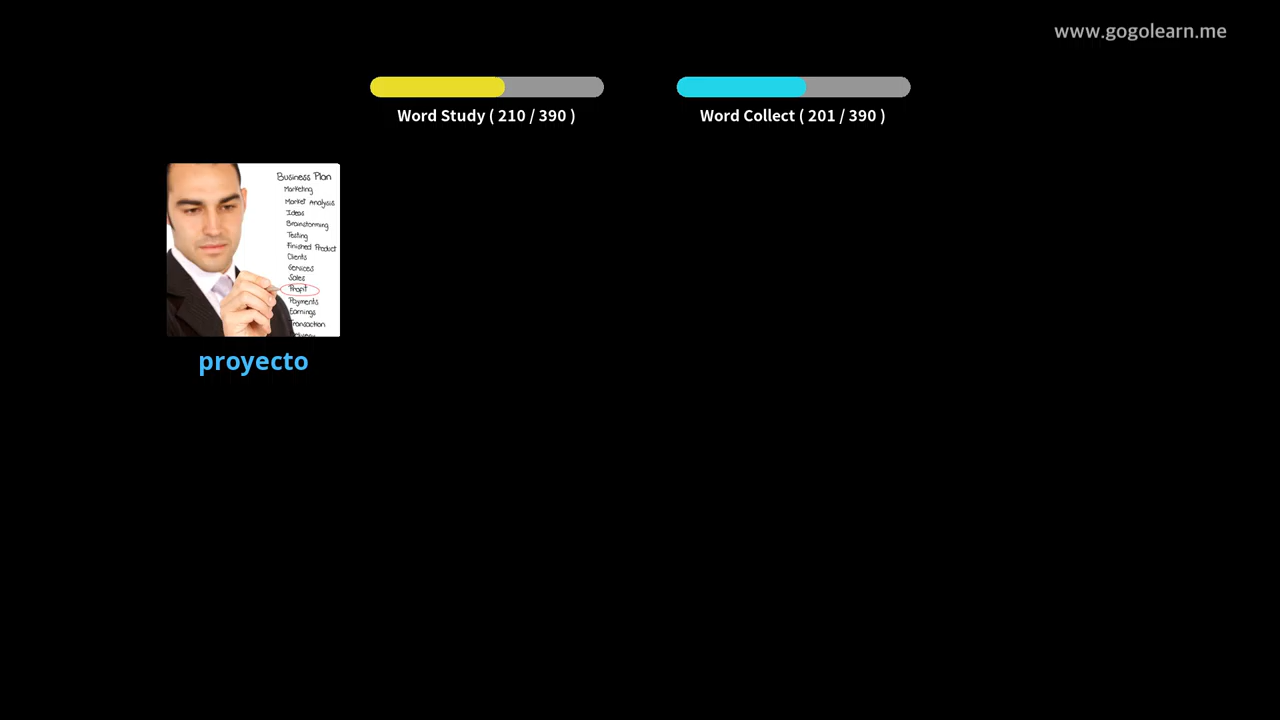 www.gogolearn.me
Word Study ( 210 / 390 )
Word Collect ( 201 / 390 )
Business Plan
Marketing
Market Analysis
Ideas
Brainstorming
Testing
Finished Product
Clients
Services
Sales
Profit
Payments
Earnings
Transaction
proyecto